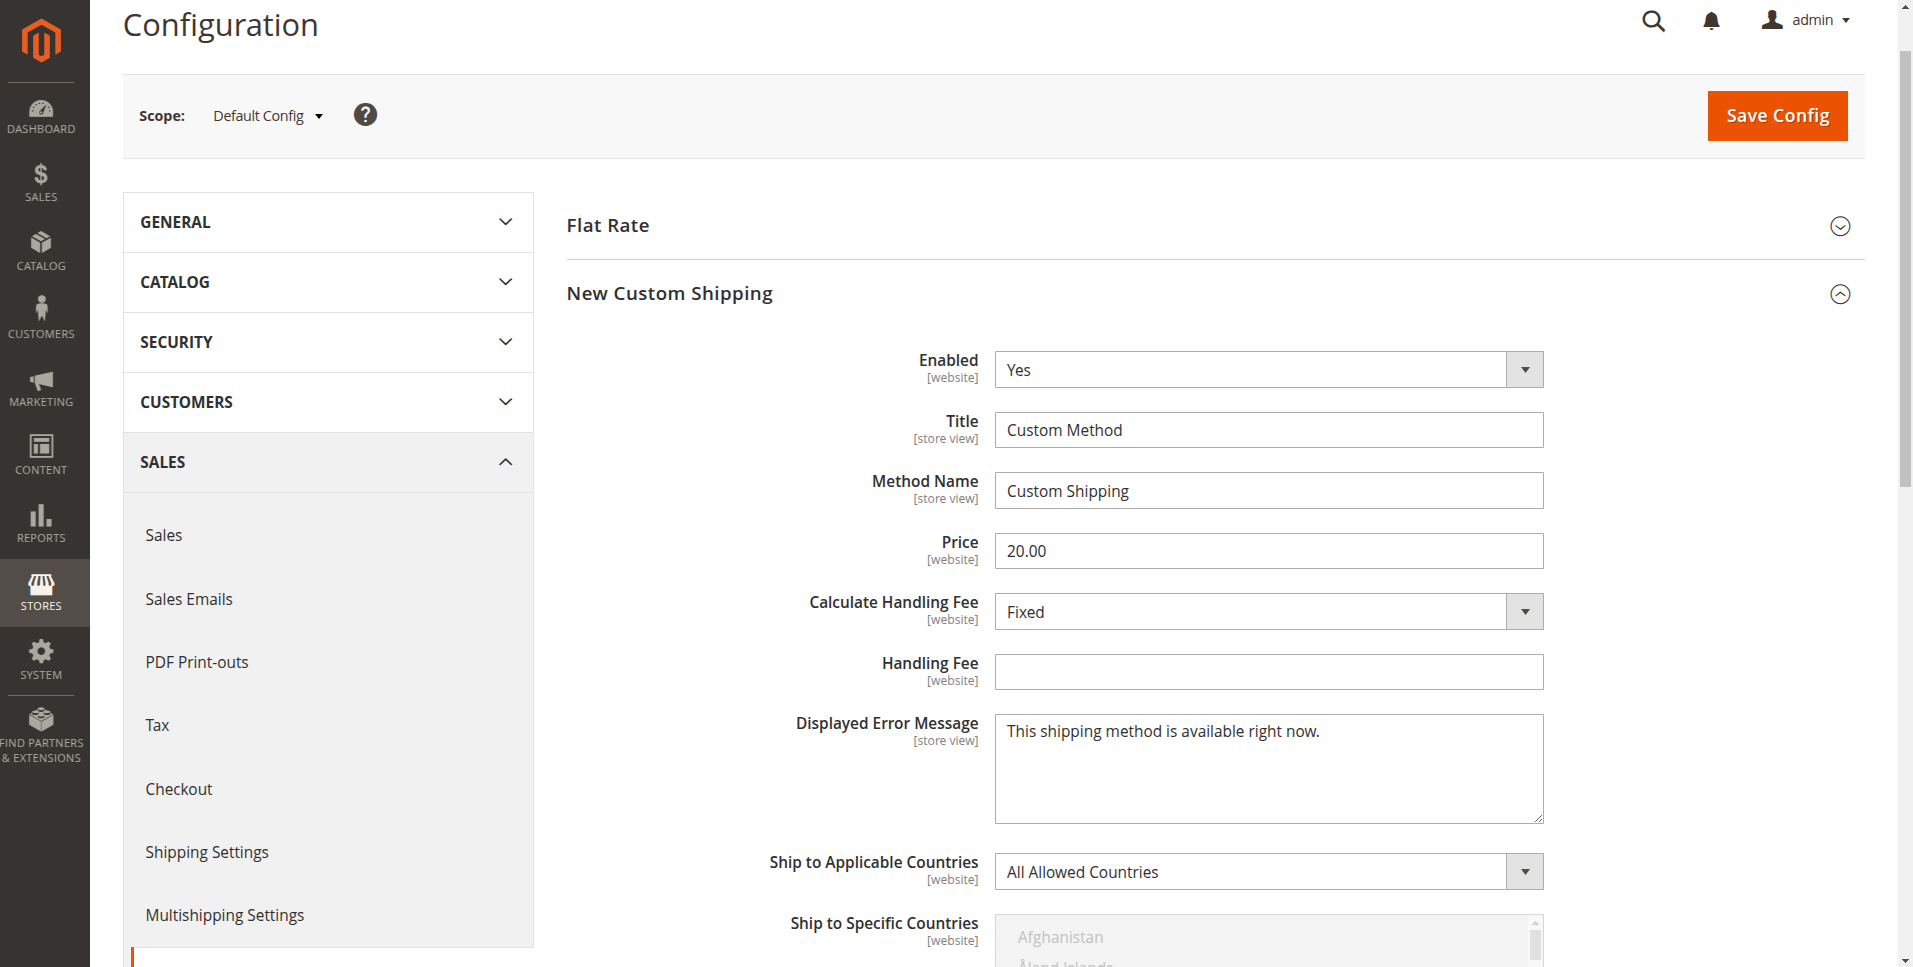 Configuration
admin
Scope:
Default Config
?
Save Config
DASHBOARD
SALES
CATALOG
CUSTOMERS
MARKETING
CONTENT
REPORTS
STORES
SYSTEM
FIND PARTNERS
& EXTENSIONS
GENERAL
CATALOG
SECURITY
CUSTOMERS
SALES
Sales
Sales Emails
PDF Print-outs
Tax
Checkout
Shipping Settings
Multishipping Settings
Flat Rate
New Custom Shipping
Enabled
[website]
Yes
Title
[store view]
Custom Method
Method Name
[store view]
Custom Shipping
Price
[website]
20.00
Calculate Handling Fee
[website]
Fixed
Handling Fee
[website]
Displayed Error Message
[store view]
This shipping method is available right now.
Ship to Applicable Countries
[website]
All Allowed Countries
Ship to Specific Countries
[website]
Afghanistan
Åland Islands